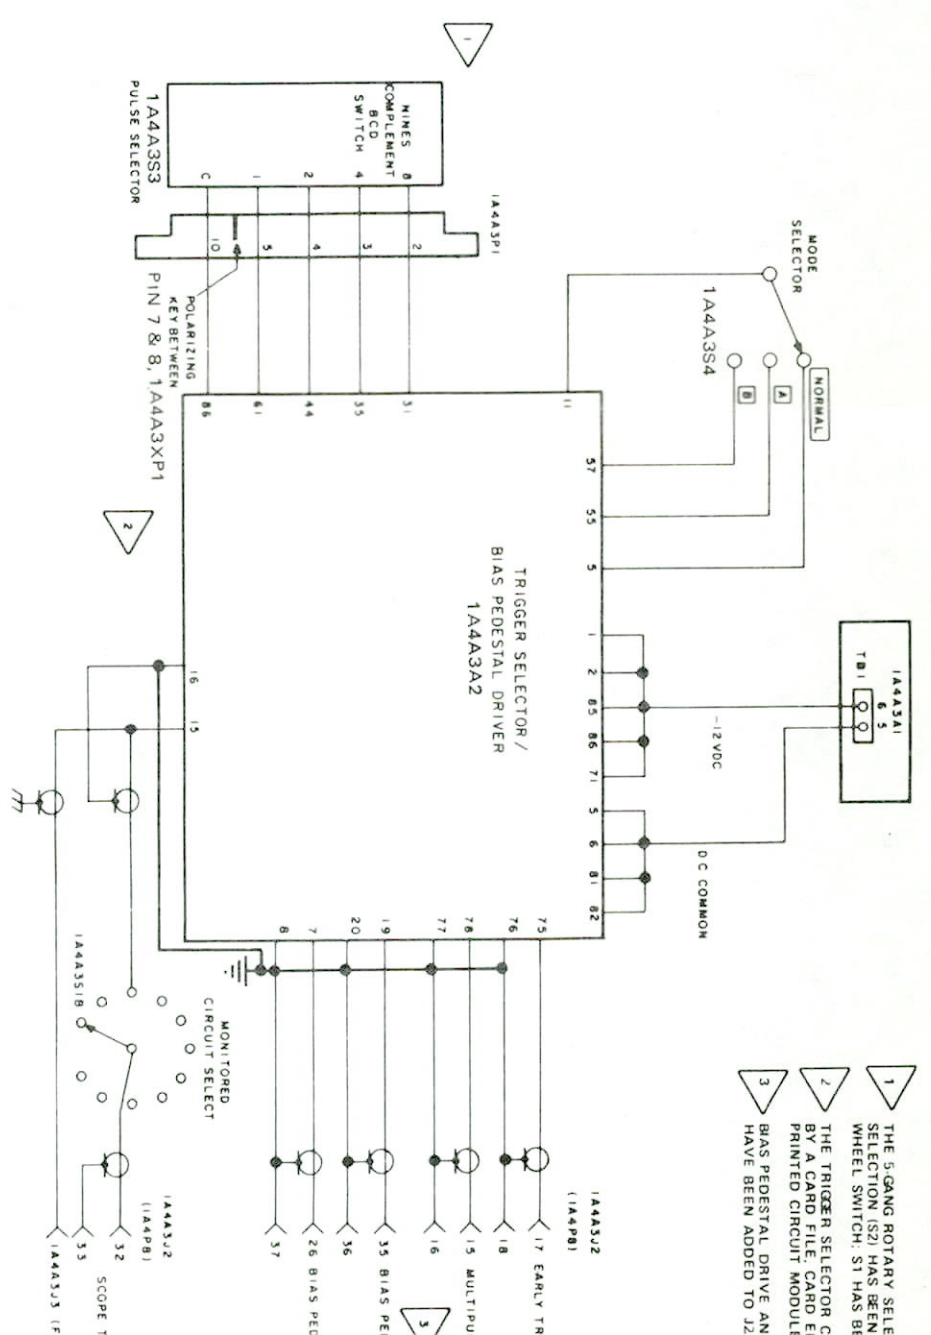 1
1A4A3S3
PULSE SELECTOR
NINES
COMPLEMENT
BCD
SWITCH
8
4
2
1
C
1A4A3P1
2
3
4
5
10
POLARIZING
KEY BETWEEN
PIN 7 & 8, 1A4A3XP1
MODE
SELECTOR
1A4A3S4
NORMAL
A
B
11
31
35
44
61
86
57
55
5
1
2
85
86
71
5
6
81
82
-12VDC
DC COMMON
1A4A3A1
6 5
TB1
TRIGGER SELECTOR/
BIAS PEDESTAL DRIVER
1A4A3A2
2
16
15
8
7
20
19
77
78
76
75
1A4A3S1B
MONITORED
CIRCUIT SELECT
1A4A3J2
(1A4P8)
17 EARLY TR
18
15 MULTIPU
16
35 BIAS PE
36
26 BIAS PED
37
3
1A4A3J2
(1A4P8)
32
33
SCOPE T
1A4A3J3 (F
1 THE 5-GANG ROTARY SELE
SELECTION (S2) HAS BEEN
WHEEL SWITCH; S1 HAS BE
2 THE TRIGGER SELECTOR C
BY A CARD FILE, CARD E
PRINTED CIRCUIT MODUL
3 BIAS PEDESTAL DRIVE AN
HAVE BEEN ADDED TO J2